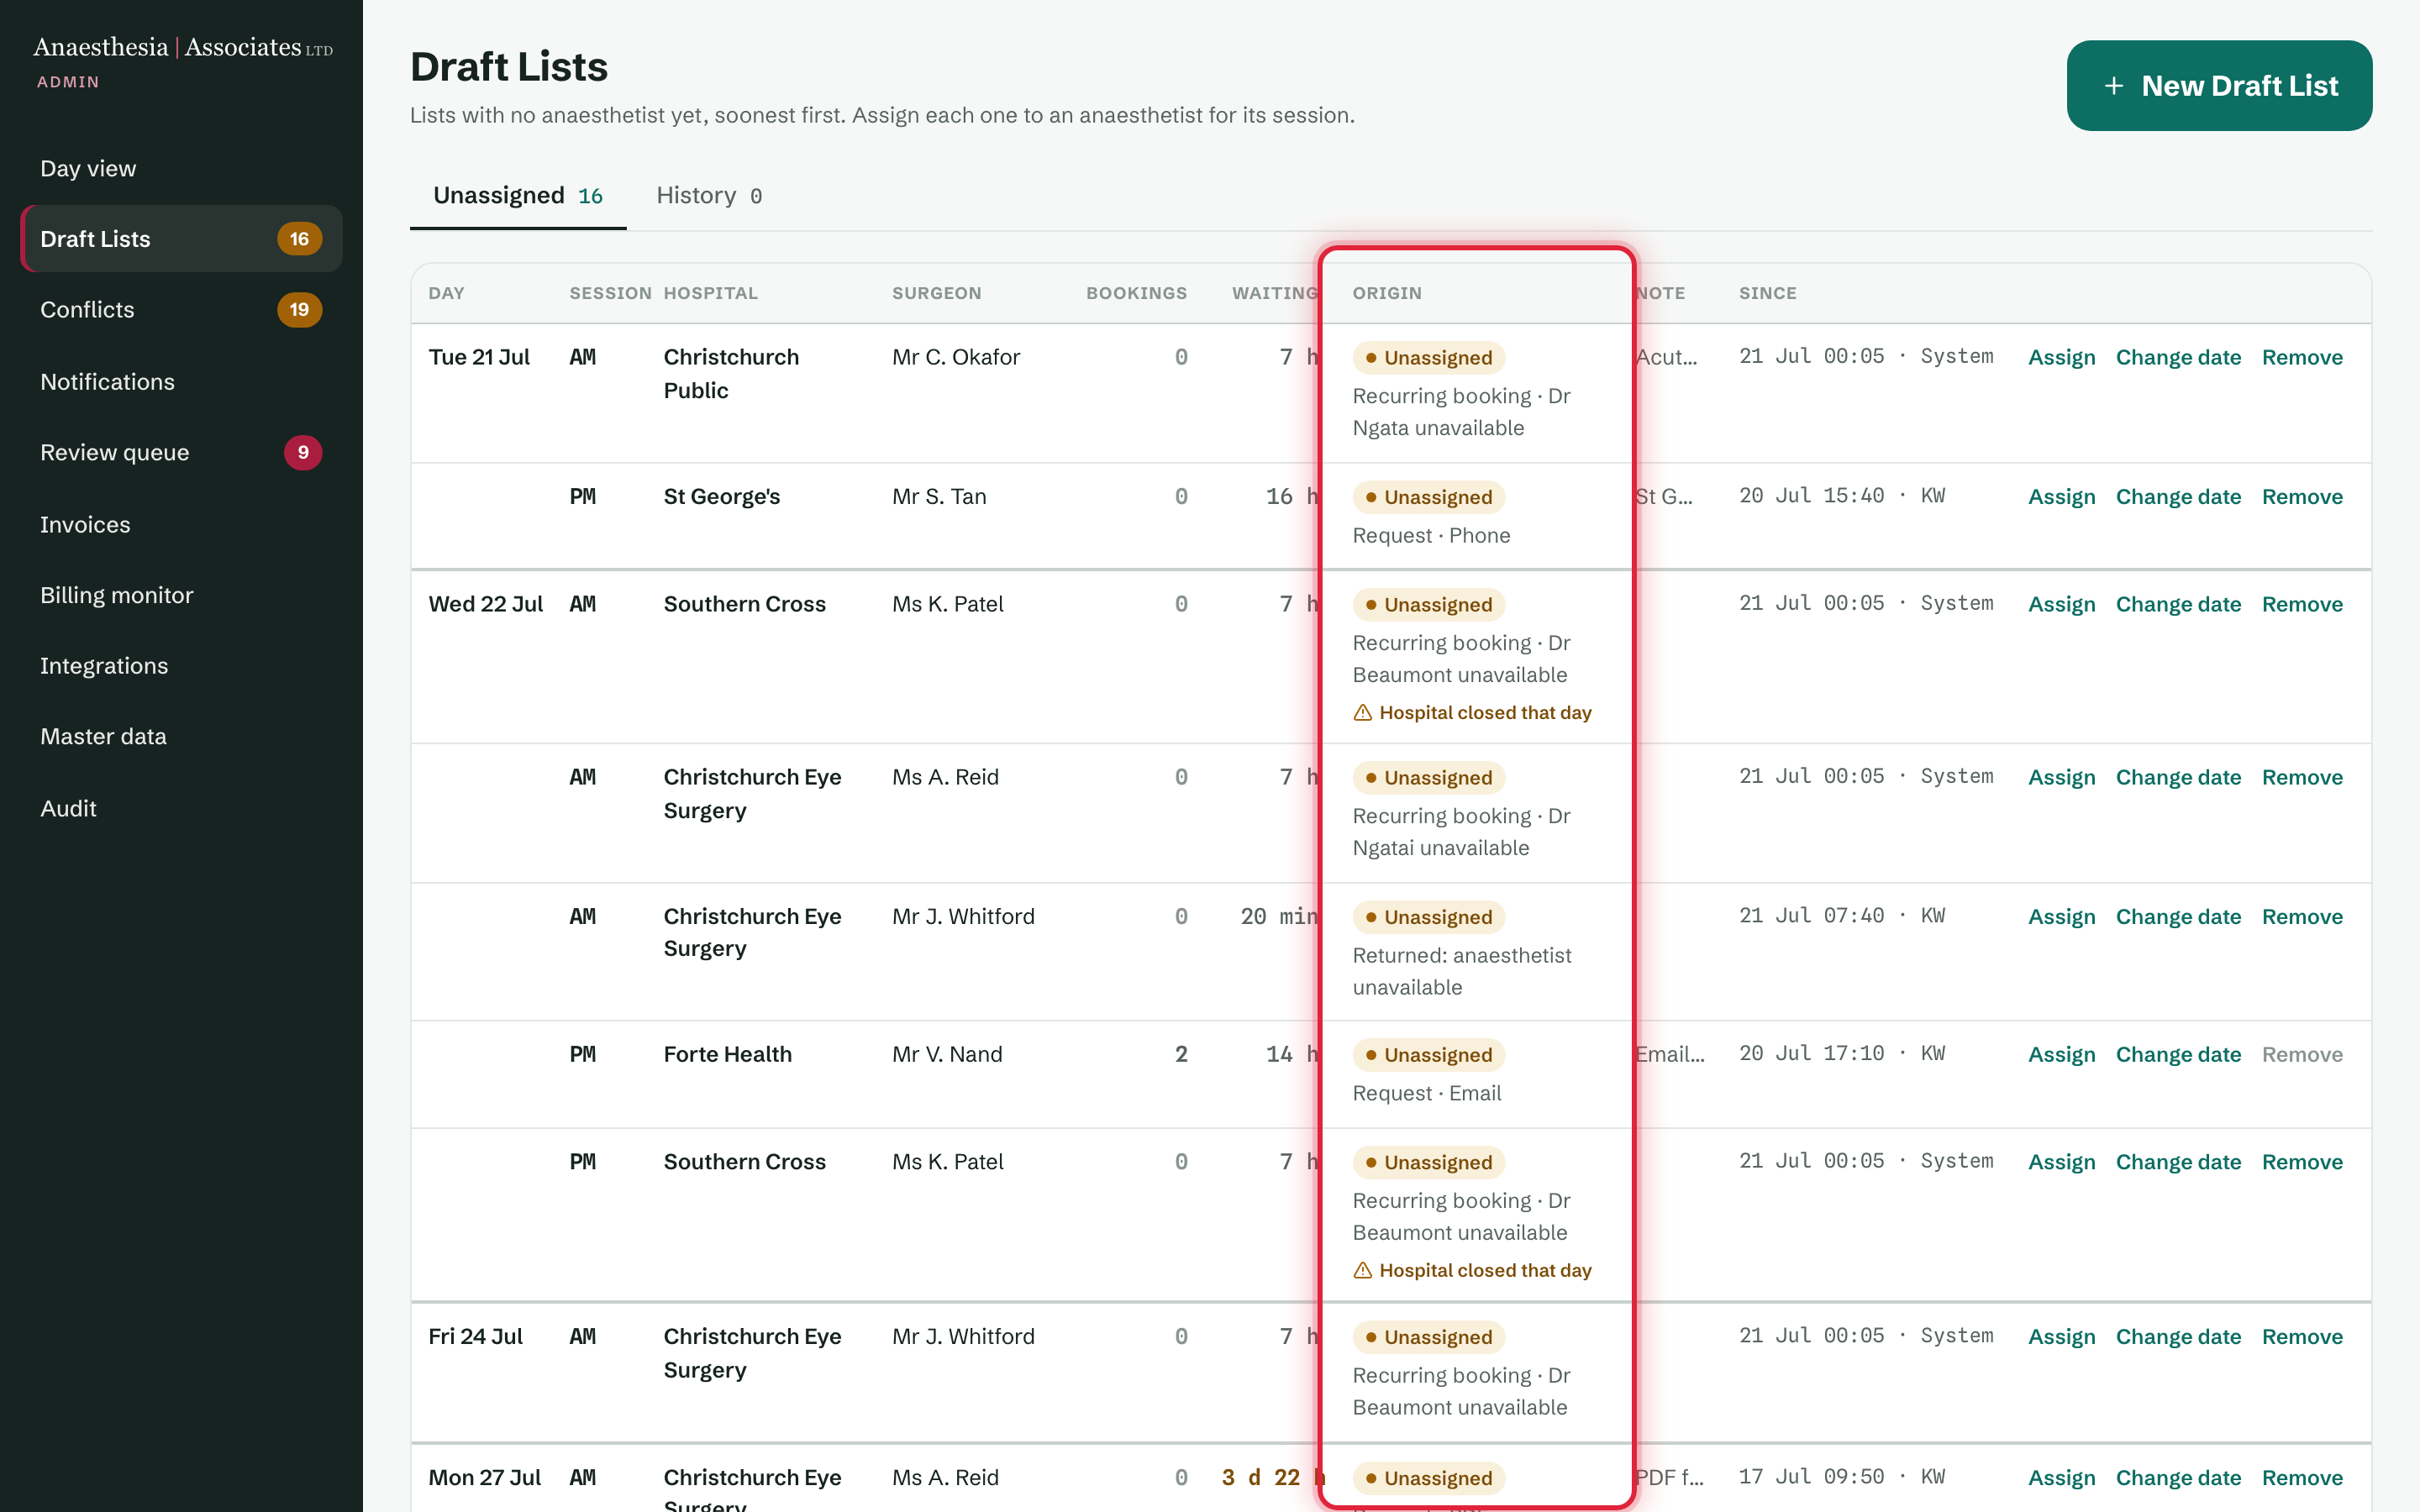 Anaesthesia | Associates LTD
ADMIN
Day view
Draft Lists 16
Conflicts 19
Notifications
Review queue 9
Invoices
Billing monitor
Integrations
Master data
Audit
Draft Lists
Lists with no anaesthetist yet, soonest first. Assign each one to an anaesthetist for its session.
+ New Draft List
Unassigned 16 History 0
DAY SESSION HOSPITAL SURGEON BOOKINGS WAITING ORIGIN NOTE SINCE
Tue 21 Jul AM Christchurch Mr C. Okafor 0 7 h Unassigned Acut... 21 Jul 00:05 · System Assign Change date Remove
Public Recurring booking · Dr
Ngata unavailable
PM St George's Mr S. Tan 0 16 h Unassigned St G... 20 Jul 15:40 · KW Assign Change date Remove
Request · Phone
Wed 22 Jul AM Southern Cross Ms K. Patel 0 7 h Unassigned 21 Jul 00:05 · System Assign Change date Remove
Recurring booking · Dr
Beaumont unavailable
Hospital closed that day
AM Christchurch Eye Ms A. Reid 0 7 h Unassigned 21 Jul 00:05 · System Assign Change date Remove
Surgery Recurring booking · Dr
Ngatai unavailable
AM Christchurch Eye Mr J. Whitford 0 20 min Unassigned 21 Jul 07:40 · KW Assign Change date Remove
Surgery Returned: anaesthetist
unavailable
PM Forte Health Mr V. Nand 2 14 h Unassigned Email... 20 Jul 17:10 · KW Assign Change date Remove
Request · Email
PM Southern Cross Ms K. Patel 0 7 h Unassigned 21 Jul 00:05 · System Assign Change date Remove
Recurring booking · Dr
Beaumont unavailable
Hospital closed that day
Fri 24 Jul AM Christchurch Eye Mr J. Whitford 0 7 h Unassigned 21 Jul 00:05 · System Assign Change date Remove
Surgery Recurring booking · Dr
Beaumont unavailable
Mon 27 Jul AM Christchurch Eye Ms A. Reid 0 3 d 22 h Unassigned PDF f... 17 Jul 09:50 · KW Assign Change date Remove
Surgery